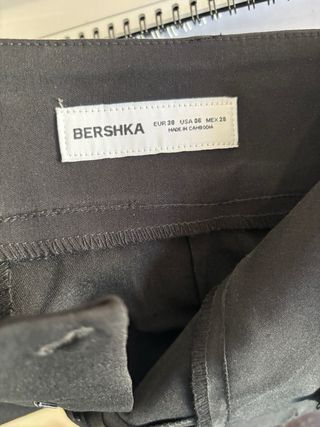 BERSHKA
EUR 38 USA 06 MEX 28
MADE IN CAMBODIA